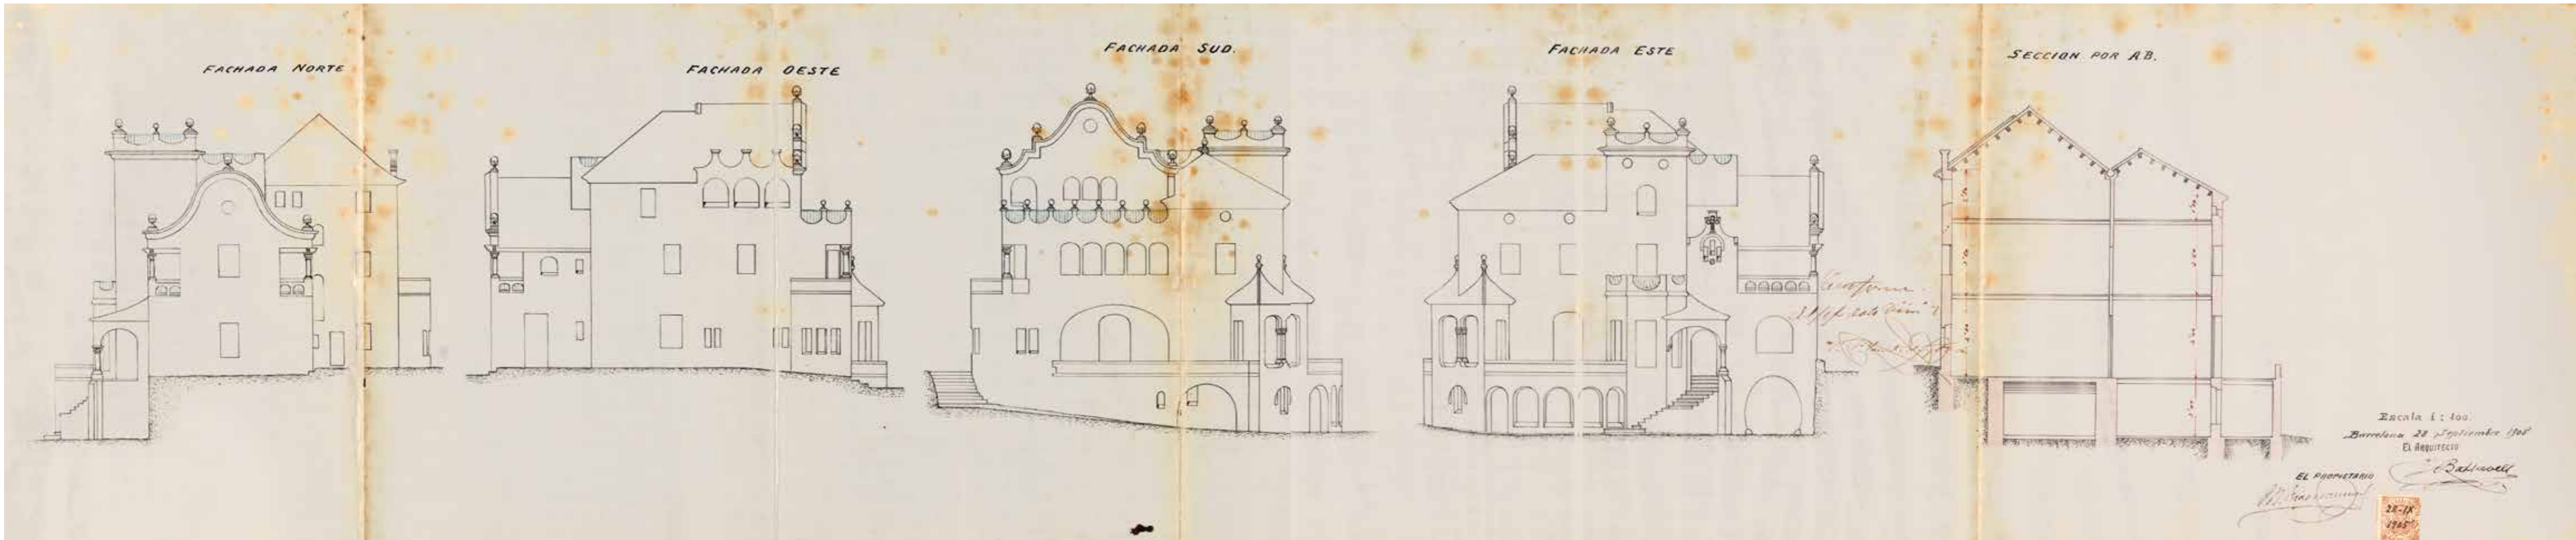 FACHADA NORTE
FACHADA OESTE
FACHADA SUD.
FACHADA ESTE
SECCION POR A.B.
Conforme
Escala 1:100.
Barcelona 28 Septiembre 1905
El Arquitecto
EL PROPIETARIO
28-IX
1905